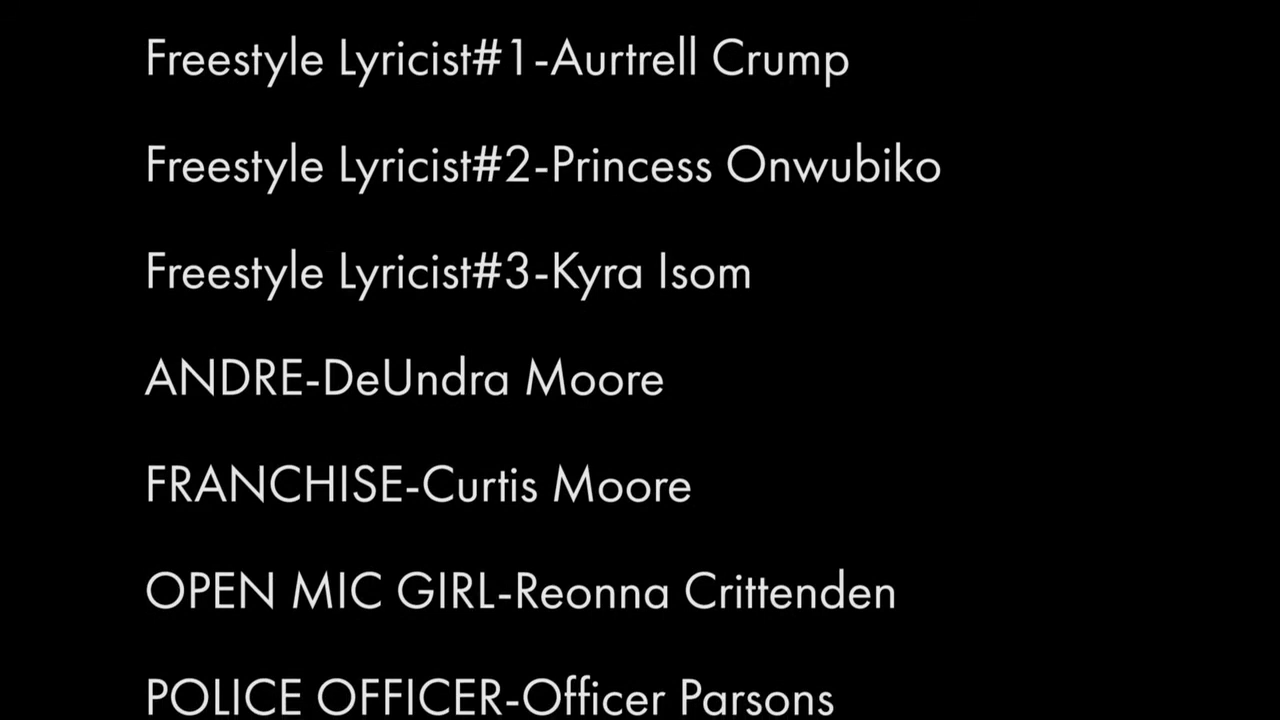 Freestyle Lyricist#1-Aurtrell Crump
Freestyle Lyricist#2-Princess Onwubiko
Freestyle Lyricist#3-Kyra Isom
ANDRE-DeUndra Moore
FRANCHISE-Curtis Moore
OPEN MIC GIRL-Reonna Crittenden
POLICE OFFICER-Officer Parsons